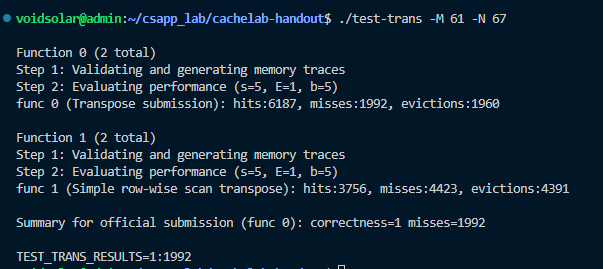 voidsolar@admin:~/csapp_lab/cachelab-handout$ ./test-trans -M 61 -N 67
Function 0 (2 total)
Step 1: Validating and generating memory traces
Step 2: Evaluating performance (s=5, E=1, b=5)
func 0 (Transpose submission): hits:6187, misses:1992, evictions:1960
Function 1 (2 total)
Step 1: Validating and generating memory traces
Step 2: Evaluating performance (s=5, E=1, b=5)
func 1 (Simple row-wise scan transpose): hits:3756, misses:4423, evictions:4391
Summary for official submission (func 0): correctness=1 misses=1992
TEST_TRANS_RESULTS=1:1992